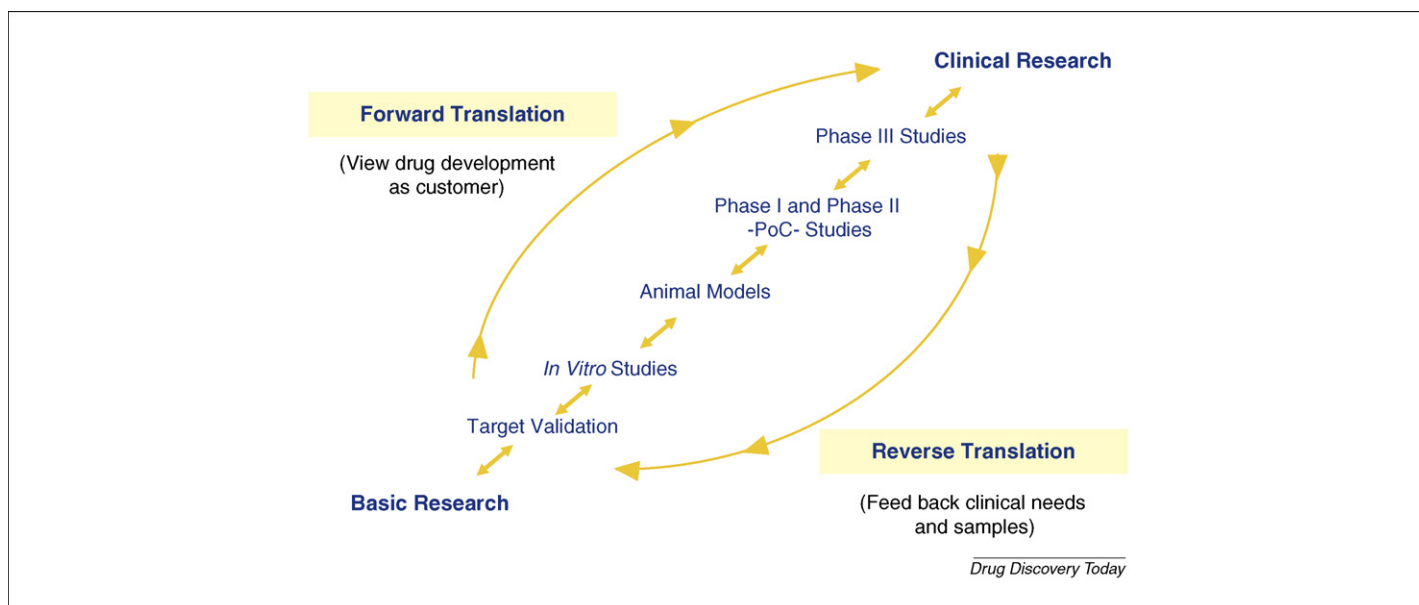 Clinical Research
Forward Translation
(View drug development
as customer)
Phase III Studies
Phase I and Phase II
-PoC- Studies
Animal Models
In Vitro Studies
Target Validation
Basic Research
Reverse Translation
(Feed back clinical needs
and samples)
Drug Discovery Today